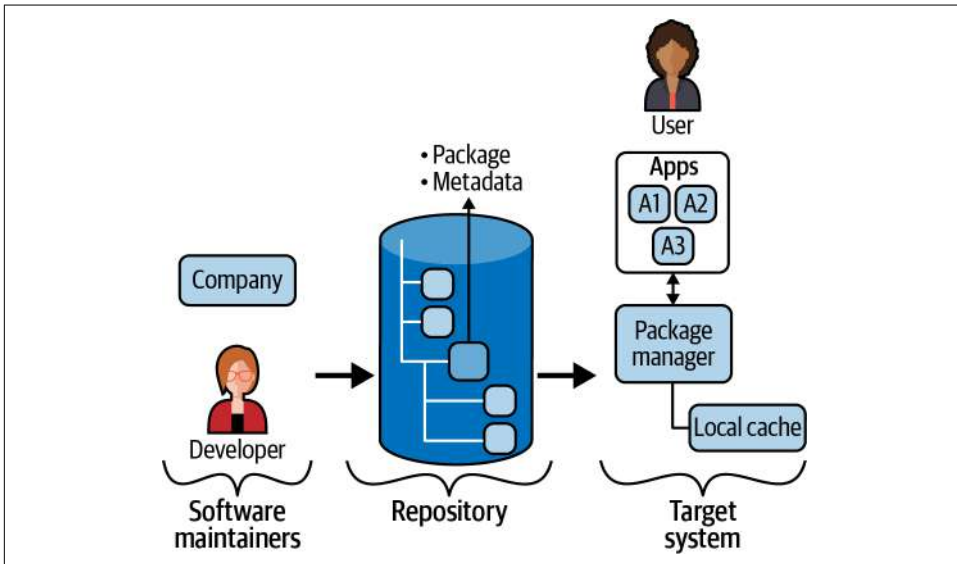 User
• Package
• Metadata
Apps
A1 A2
A3
Company
Package
manager
Local cache
Developer
Software
maintainers
Repository
Target
system